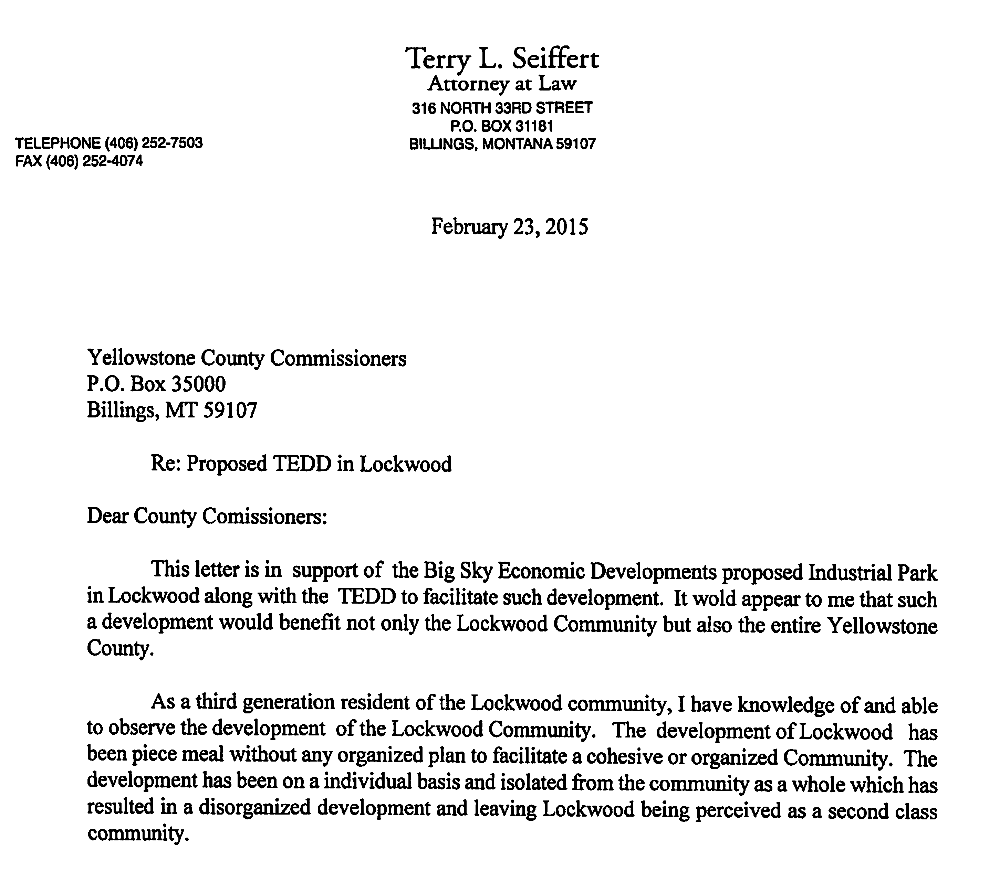 Terry L. Seiffert
Attorney at Law
316 NORTH 33RD STREET
P.O. BOX 31181
BILLINGS, MONTANA 59107
TELEPHONE (406) 252-7503
FAX (406) 252-4074
February 23, 2015
Yellowstone County Commissioners
P.O. Box 35000
Billings, MT 59107
Re: Proposed TEDD in Lockwood
Dear County Comissioners:
This letter is in support of the Big Sky Economic Developments proposed Industrial Park
in Lockwood along with the TEDD to facilitate such development. It wold appear to me that such
a development would benefit not only the Lockwood Community but also the entire Yellowstone
County.
As a third generation resident of the Lockwood community, I have knowledge of and able
to observe the development of the Lockwood Community. The development of Lockwood has
been piece meal without any organized plan to facilitate a cohesive or organized Community. The
development has been on a individual basis and isolated from the community as a whole which has
resulted in a disorganized development and leaving Lockwood being perceived as a second class
community.